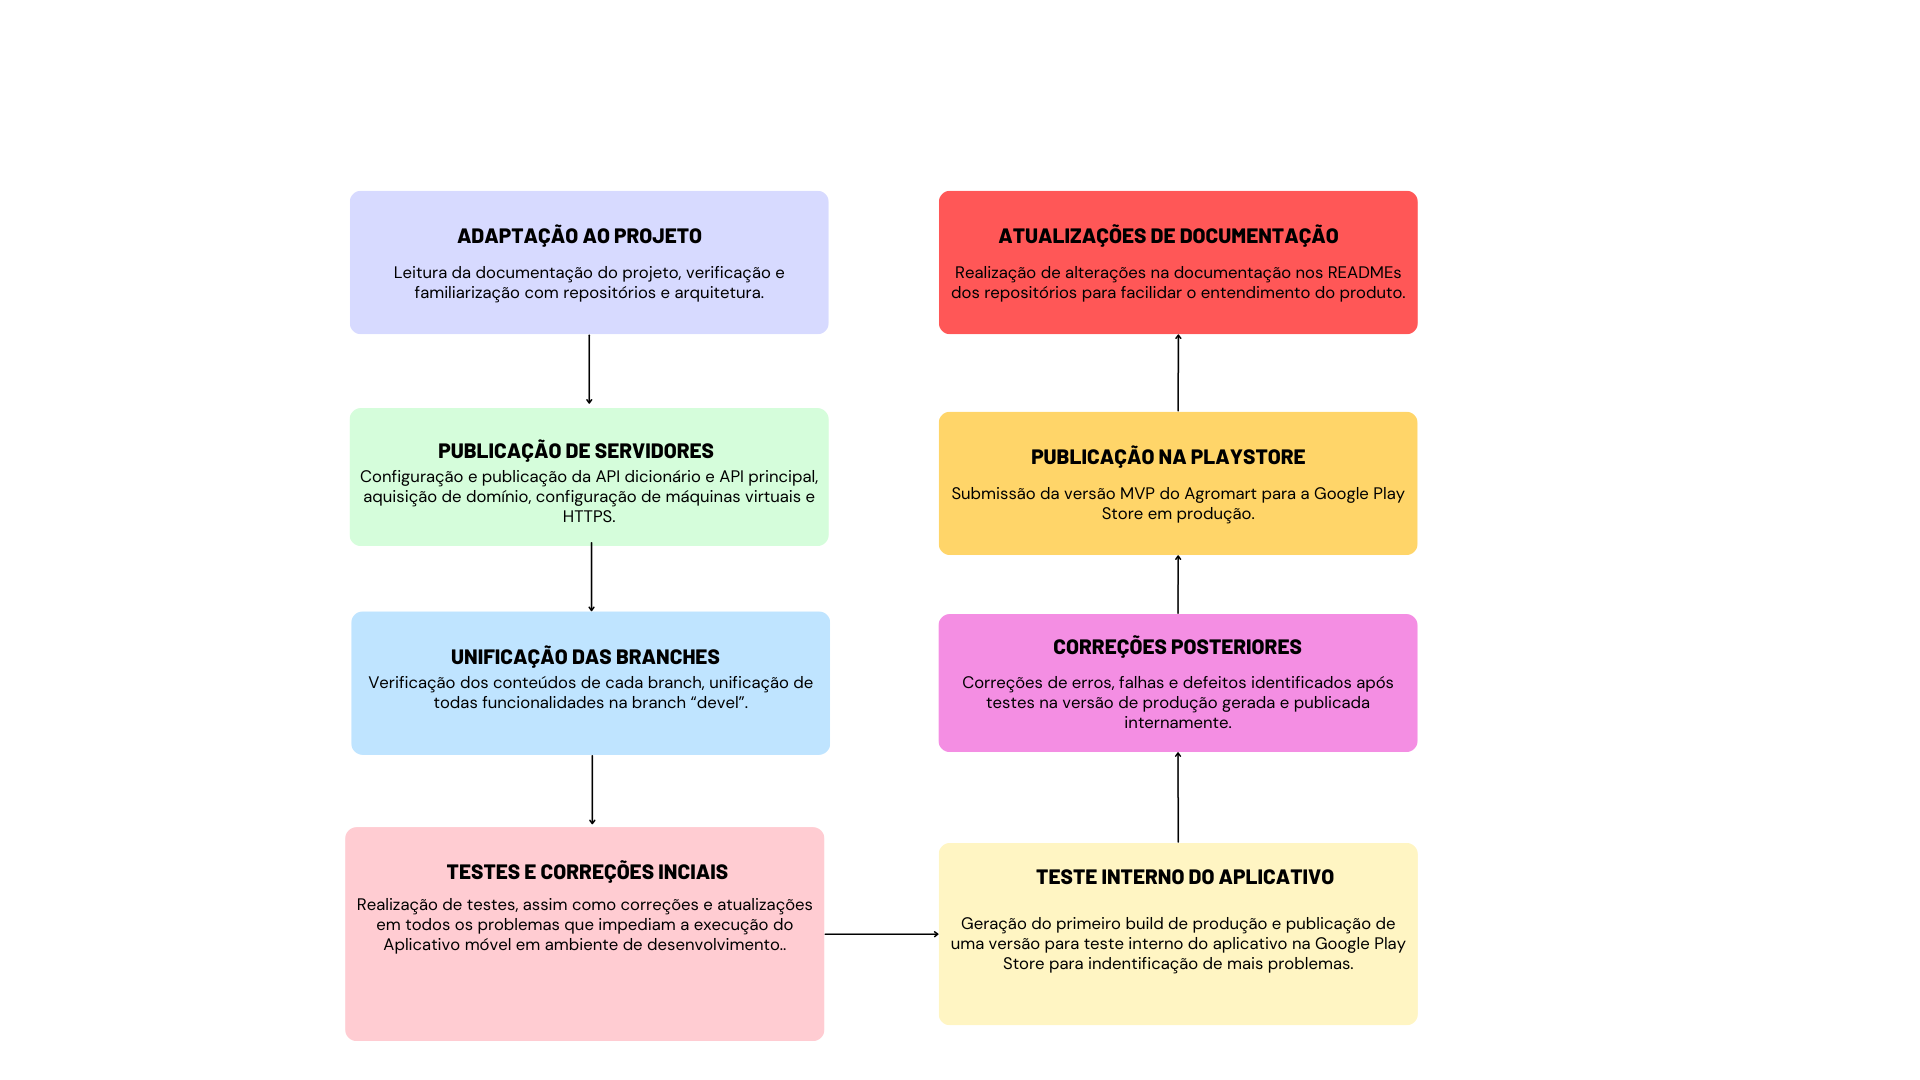 ADAPTAÇÃO AO PROJETO
Leitura da documentação do projeto, verificação e
familiarização com repositórios e arquitetura.
PUBLICAÇÃO DE SERVIDORES
Configuração e publicação da API dicionário e API principal,
aquisição de domínio, configuração de máquinas virtuais e
HTTPS.
UNIFICAÇÃO DAS BRANCHES
Verificação dos conteúdos de cada branch, unificação de
todas funcionalidades na branch “devel”.
TESTES E CORREÇÕES INCIAIS
Realização de testes, assim como correções e atualizações
em todos os problemas que impediam a execução do
Aplicativo móvel em ambiente de desenvolvimento..
TESTE INTERNO DO APLICATIVO
Geração do primeiro build de produção e publicação de
uma versão para teste interno do aplicativo na Google Play
Store para indentificação de mais problemas.
CORREÇÕES POSTERIORES
Correções de erros, falhas e defeitos identificados após
testes na versão de produção gerada e publicada
internamente.
PUBLICAÇÃO NA PLAYSTORE
Submissão da versão MVP do Agromart para a Google Play
Store em produção.
ATUALIZAÇÕES DE DOCUMENTAÇÃO
Realização de alterações na documentação nos READMEs
dos repositórios para facilidar o entendimento do produto.